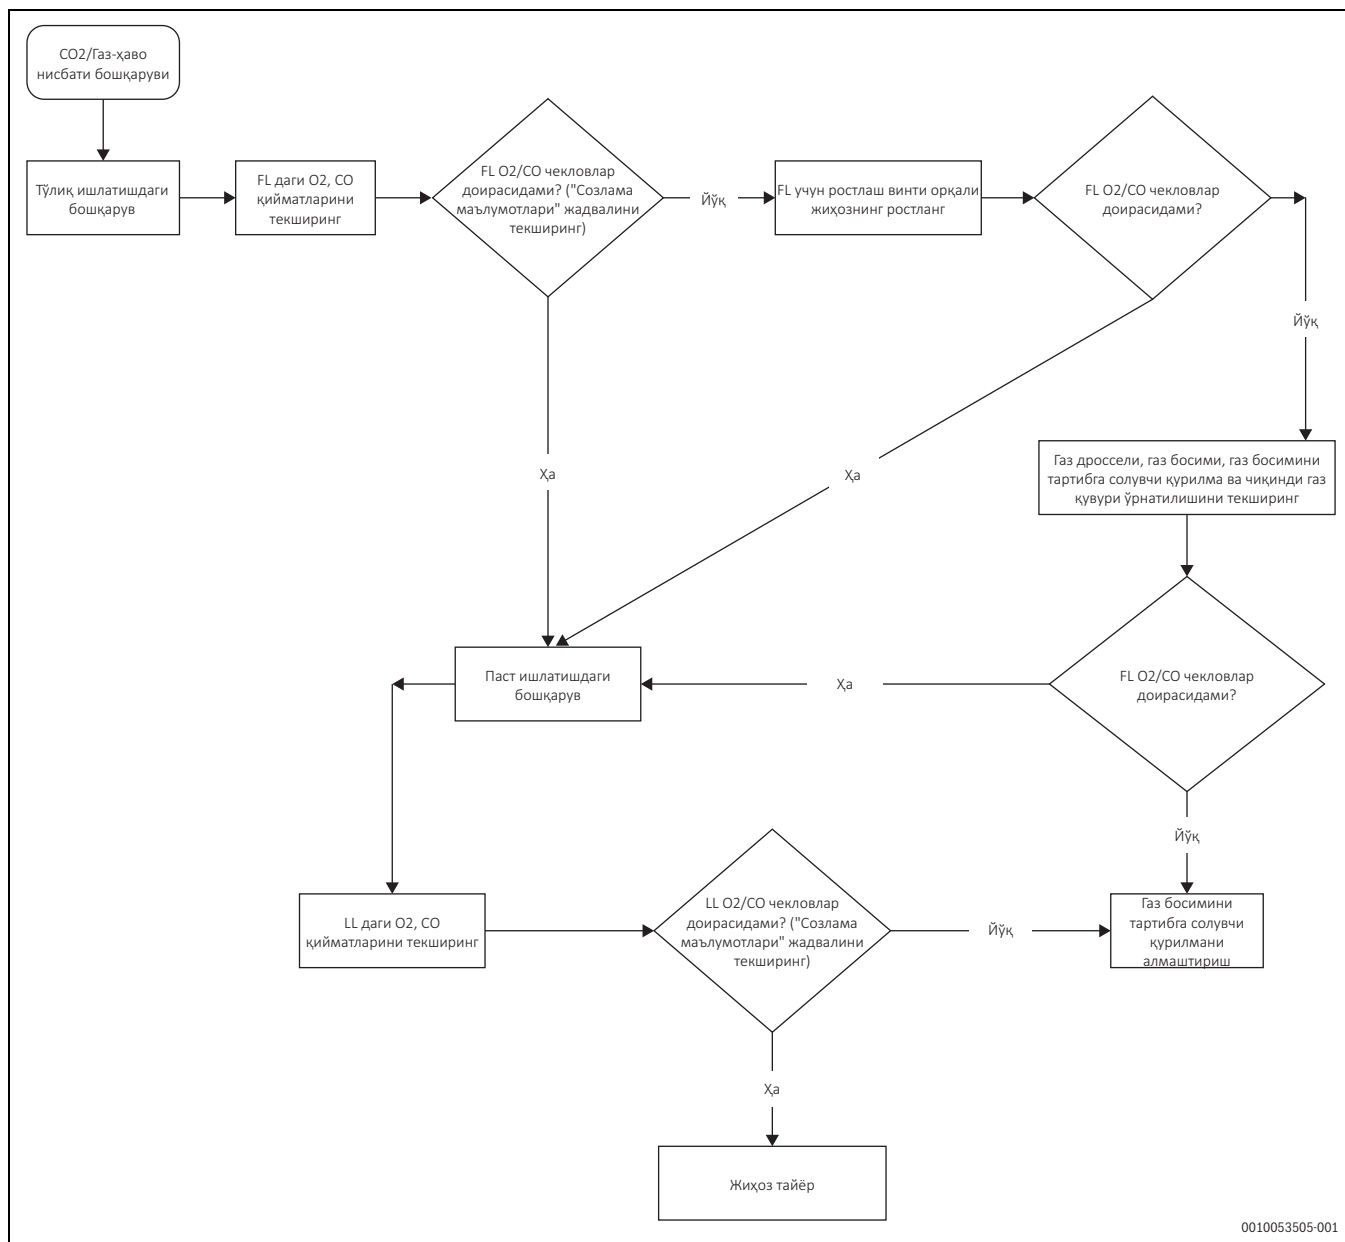 CO2/Газ-ҳаво
нисбати бошқаруви
Тўлиқ ишлатишдаги
бошқарув
FL даги O2, CO
қийматларини
текширинг
FL O2/CO чекловлар
доирасидами? ("Созлама
маълумотлари" жадвалини
текширинг)
Йўқ
FL учун ростлаш винти орқали
жиҳознинг ростланг
FL O2/CO чекловлар
доирасидами?
Йўқ
Ҳа
Ҳа
Газ дроссели, газ босими, газ босимини
тартибга солувчи қурилма ва чиқинди газ
қувури ўрнатилишини текширинг
Паст ишлатишдаги
бошқарув
Ҳа
FL O2/CO чекловлар
доирасидами?
Йўқ
LL даги O2, CO
қийматларини текширинг
LL O2/CO чекловлар
доирасидами? ("Созлама
маълумотлари" жадвалини
текширинг)
Йўқ
Газ босимини
тартибга солувчи
қурилмани
алмаштириш
Ҳа
Жиҳоз тайёр
0010053505-001